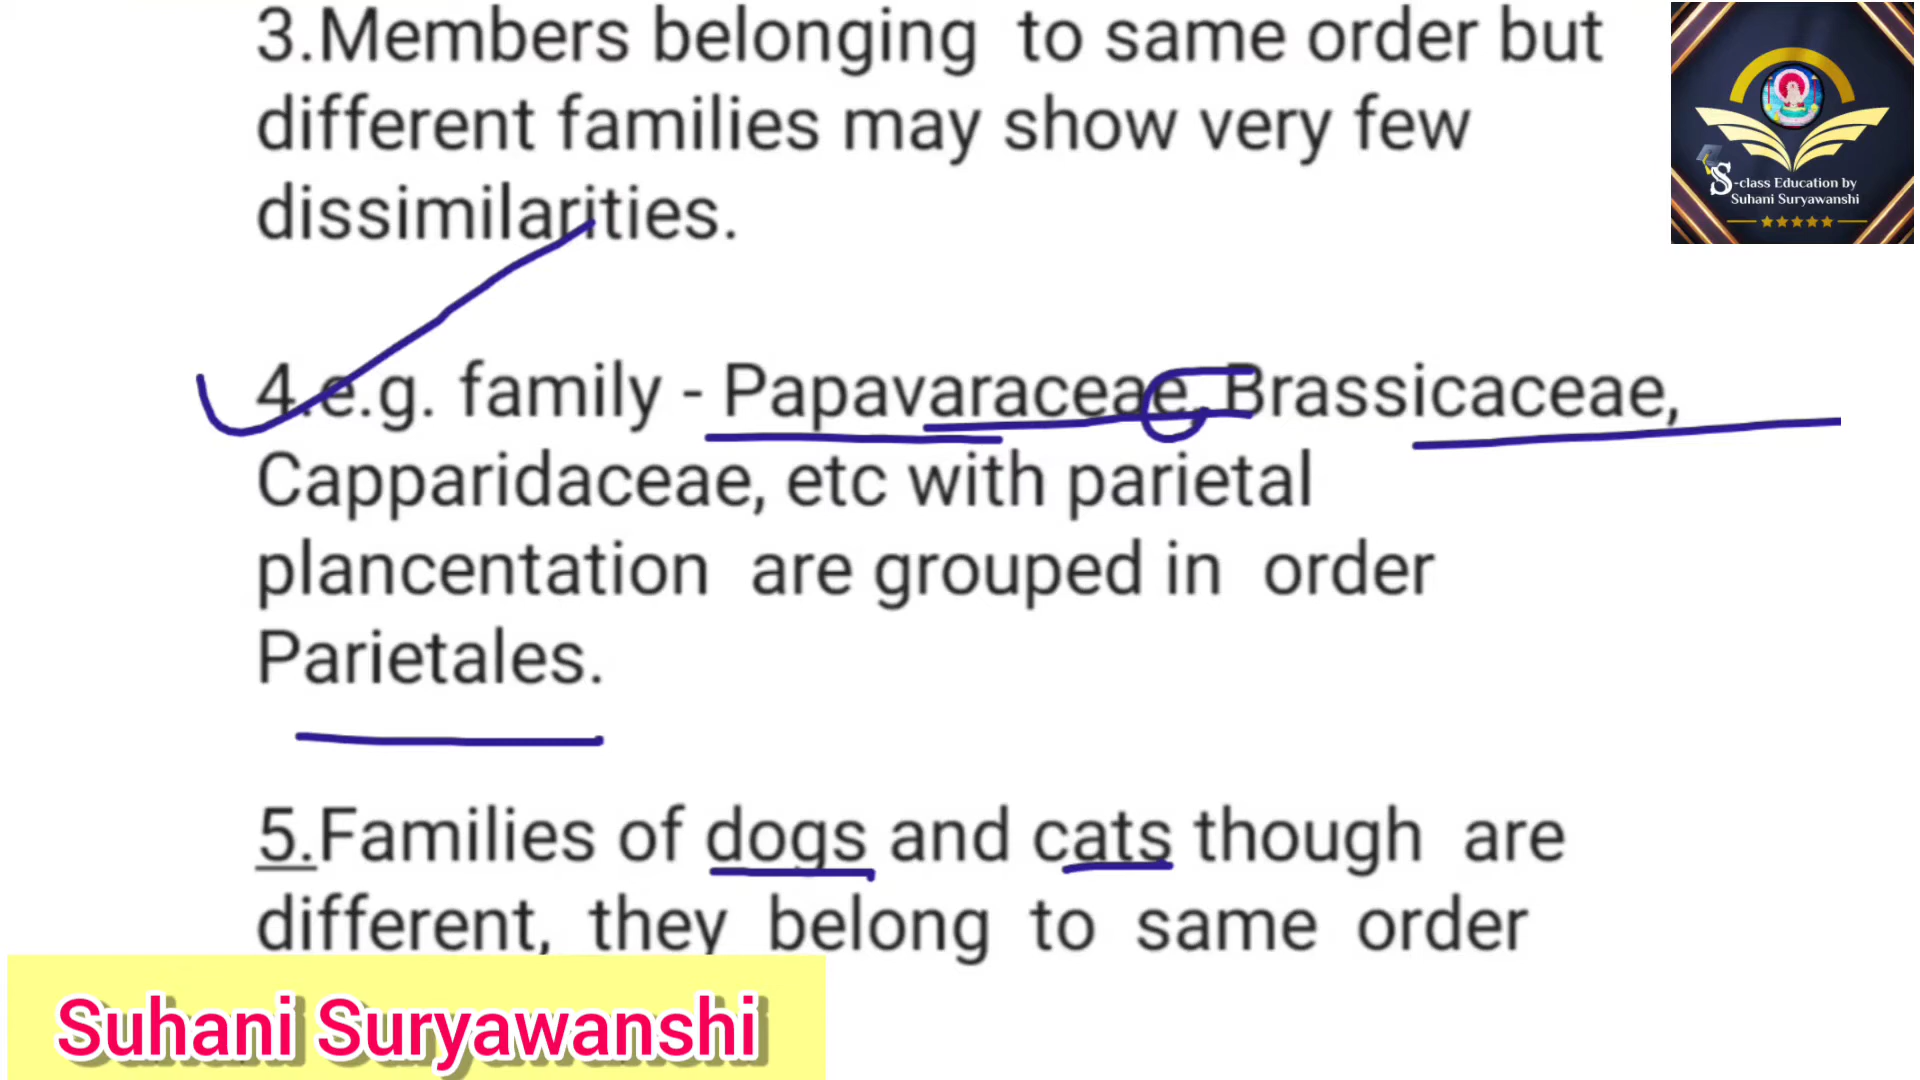 3.Members belonging to same order but
different families may show very few
dissimilarities.
4.e.g. family - Papavaraceae, Brassicaceae,
Capparidaceae, etc with parietal
plancentation are grouped in order
Parietales.
5.Families of dogs and cats though are
different, they belong to same order
S-class Education by
Suhani Suryawanshi
Suhani Suryawanshi